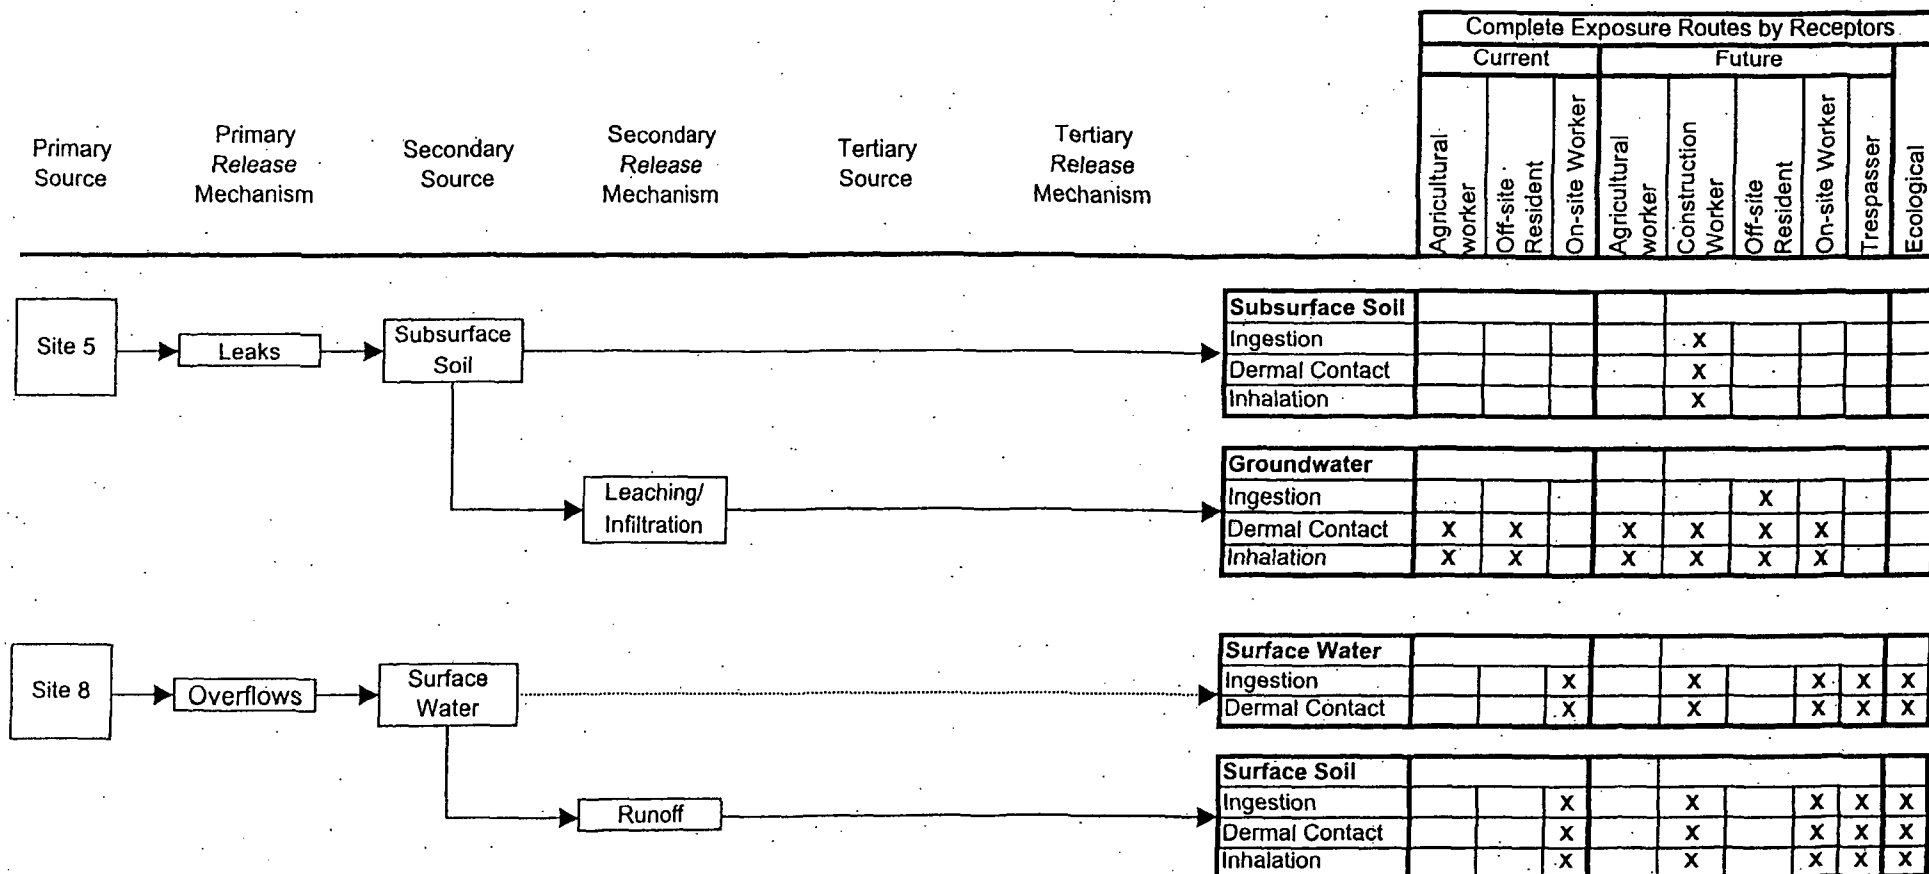 Complete Exposure Routes by Receptors
Current Future
Primary Source
Primary Release Mechanism
Secondary Source
Secondary Release Mechanism
Tertiary Source
Tertiary Release Mechanism
Agricultural worker
Off-site Resident
On-site Worker
Agricultural worker
Construction Worker
Off-site Resident
On-site Worker
Trespasser
Ecological
Site 5
Leaks
Subsurface Soil
Subsurface Soil
Ingestion X
Dermal Contact X
Inhalation X
Leaching/ Infiltration
Groundwater
Ingestion X
Dermal Contact X X X X X X
Inhalation X X X X X X
Site 8
Overflows
Surface Water
Surface Water
Ingestion X X X X X
Dermal Contact X X X X X
Runoff
Surface Soil
Ingestion X X X X X
Dermal Contact X X X X X
Inhalation X X X X X